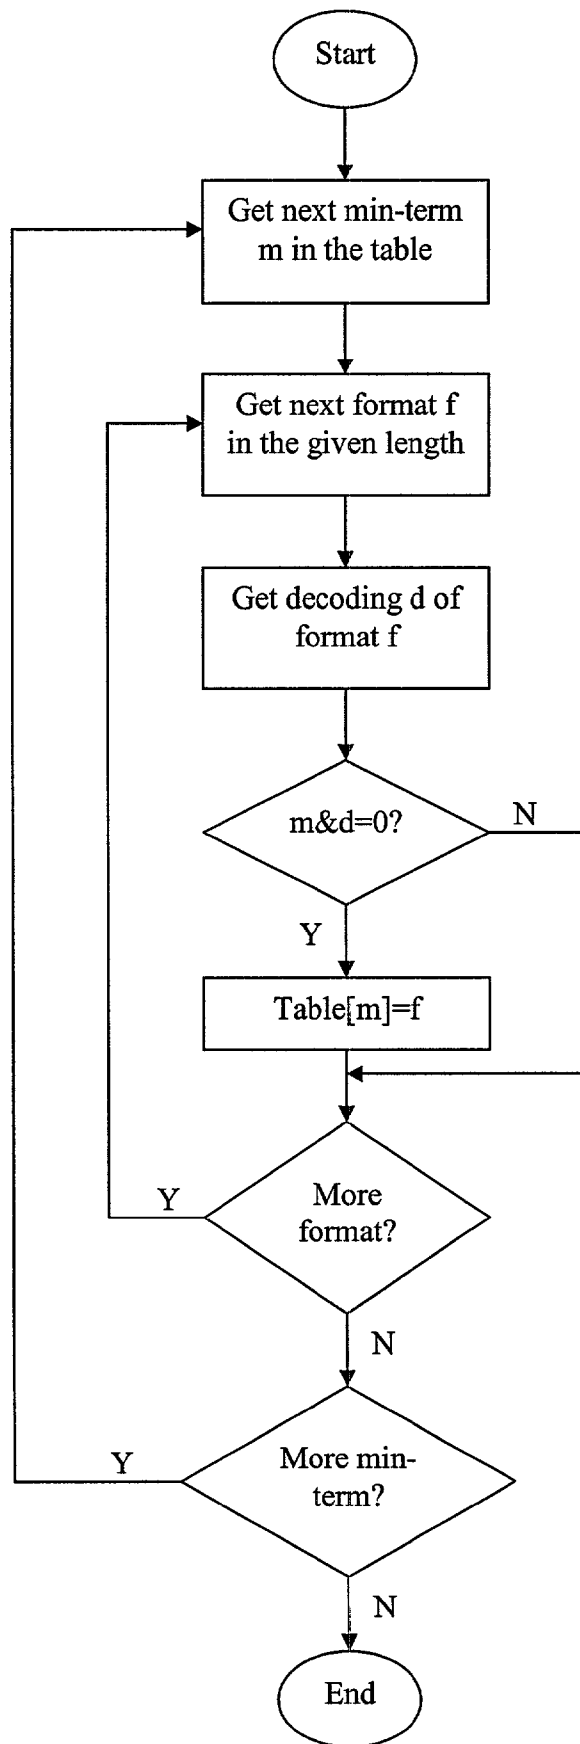 Start
Get next min-term
m in the table
Get next format f
in the given length
Get decoding d of
format f
m&d=0?
N
Y
Table[m]=f
More
format?
Y
N
More min-
term?
Y
N
End